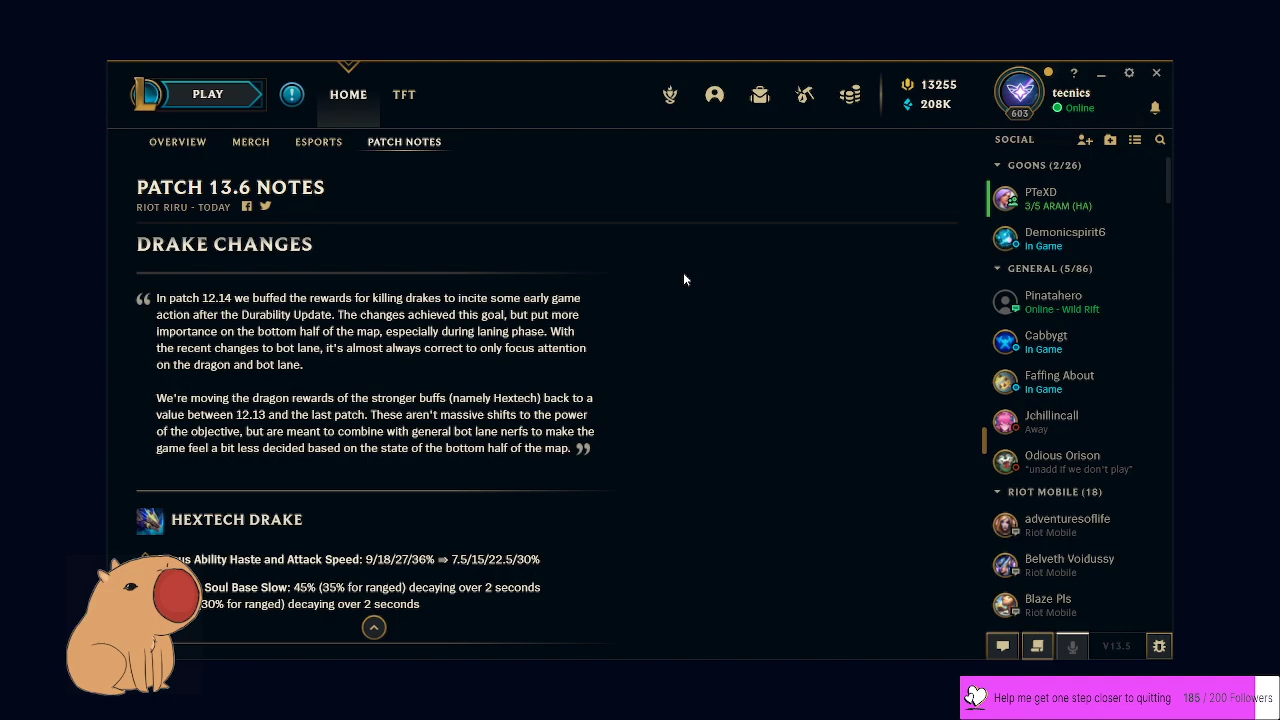 PLAY
HOME
TFT
13255
208K
603
?
tecnics
Online
OVERVIEW
MERCH
ESPORTS
PATCH NOTES
SOCIAL
PATCH 13.6 NOTES
RIOT RIRU - TODAY
DRAKE CHANGES
In patch 12.14 we buffed the rewards for killing drakes to incite some early game
action after the Durability Update. The changes achieved this goal, but put more
importance on the bottom half of the map, especially during laning phase. With
the recent changes to bot lane, it's almost always correct to only focus attention
on the dragon and bot lane.
We're moving the dragon rewards on the stronger buffs (namely Hextech) back to a
value between 12.13 and the last patch. These aren't massive shifts to the power
of the objective, but are meant to combine with general bot lane nerfs to make the
game feel a bit less decided based on the state of the bottom half of the map.
HEXTECH DRAKE
us Ability Haste and Attack Speed: 9/18/27/36% ⇒ 7.5/15/22.5/30%
Soul Base Slow: 45% (35% for ranged) decaying over 2 seconds
30% for ranged) decaying over 2 seconds
GOONS (2/26)
PTeXD
3/5 ARAM (HA)
Demonicspirit6
In Game
GENERAL (5/86)
Pinatahero
Online - Wild Rift
Cabbygt
In Game
Faffing About
In Game
Jchillincall
Away
Odious Orison
"unadd if we don't play"
RIOT MOBILE (18)
adventuresoflife
Riot Mobile
Belveth Voidussy
Riot Mobile
Blaze Pls
Riot Mobile
V13.5
Help me get one step closer to quitting 185 / 200 Followers